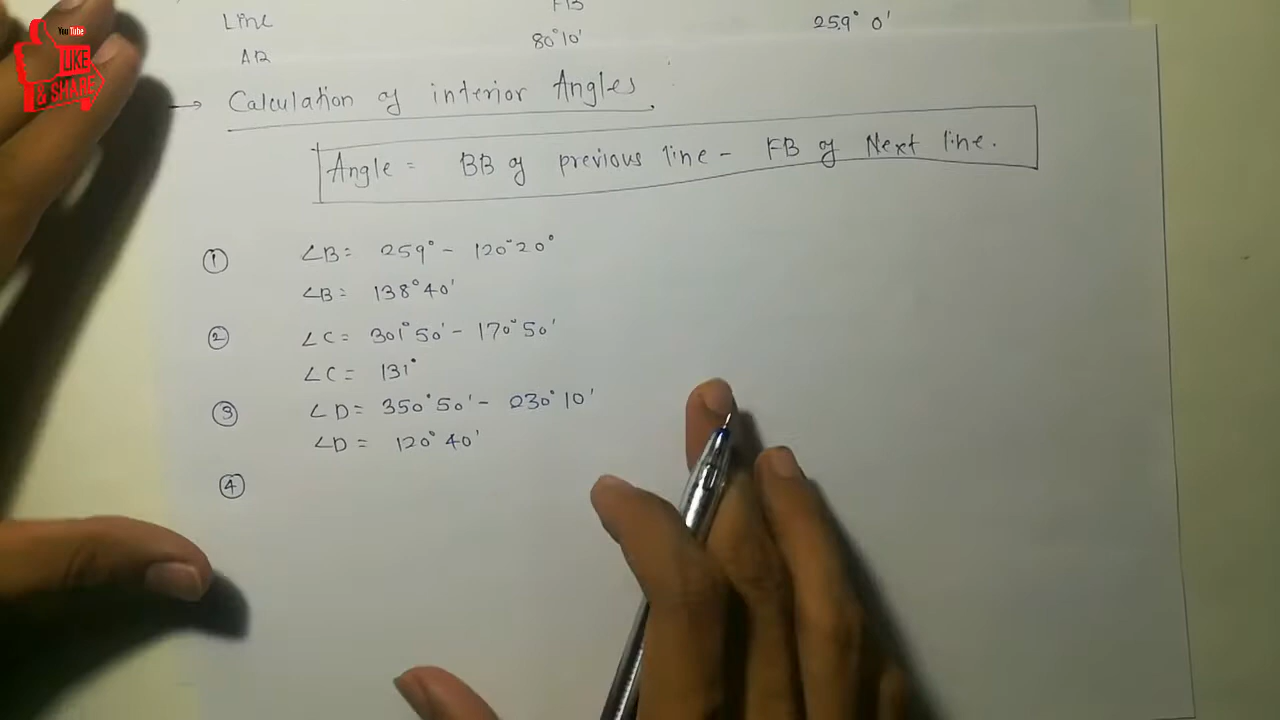 YouTube
LIKE
& SHARE
Line FB
AB 80°10' 259° 0'
→ Calculation of interior Angles
Angle = BB of previous line - FB of Next line.
① ∠B = 259° - 120°20°
∠B = 138°40'
② ∠C = 301°50' - 170°50'
∠C = 131°
③ ∠D = 350°50' - 230°10'
∠D = 120°40'
④